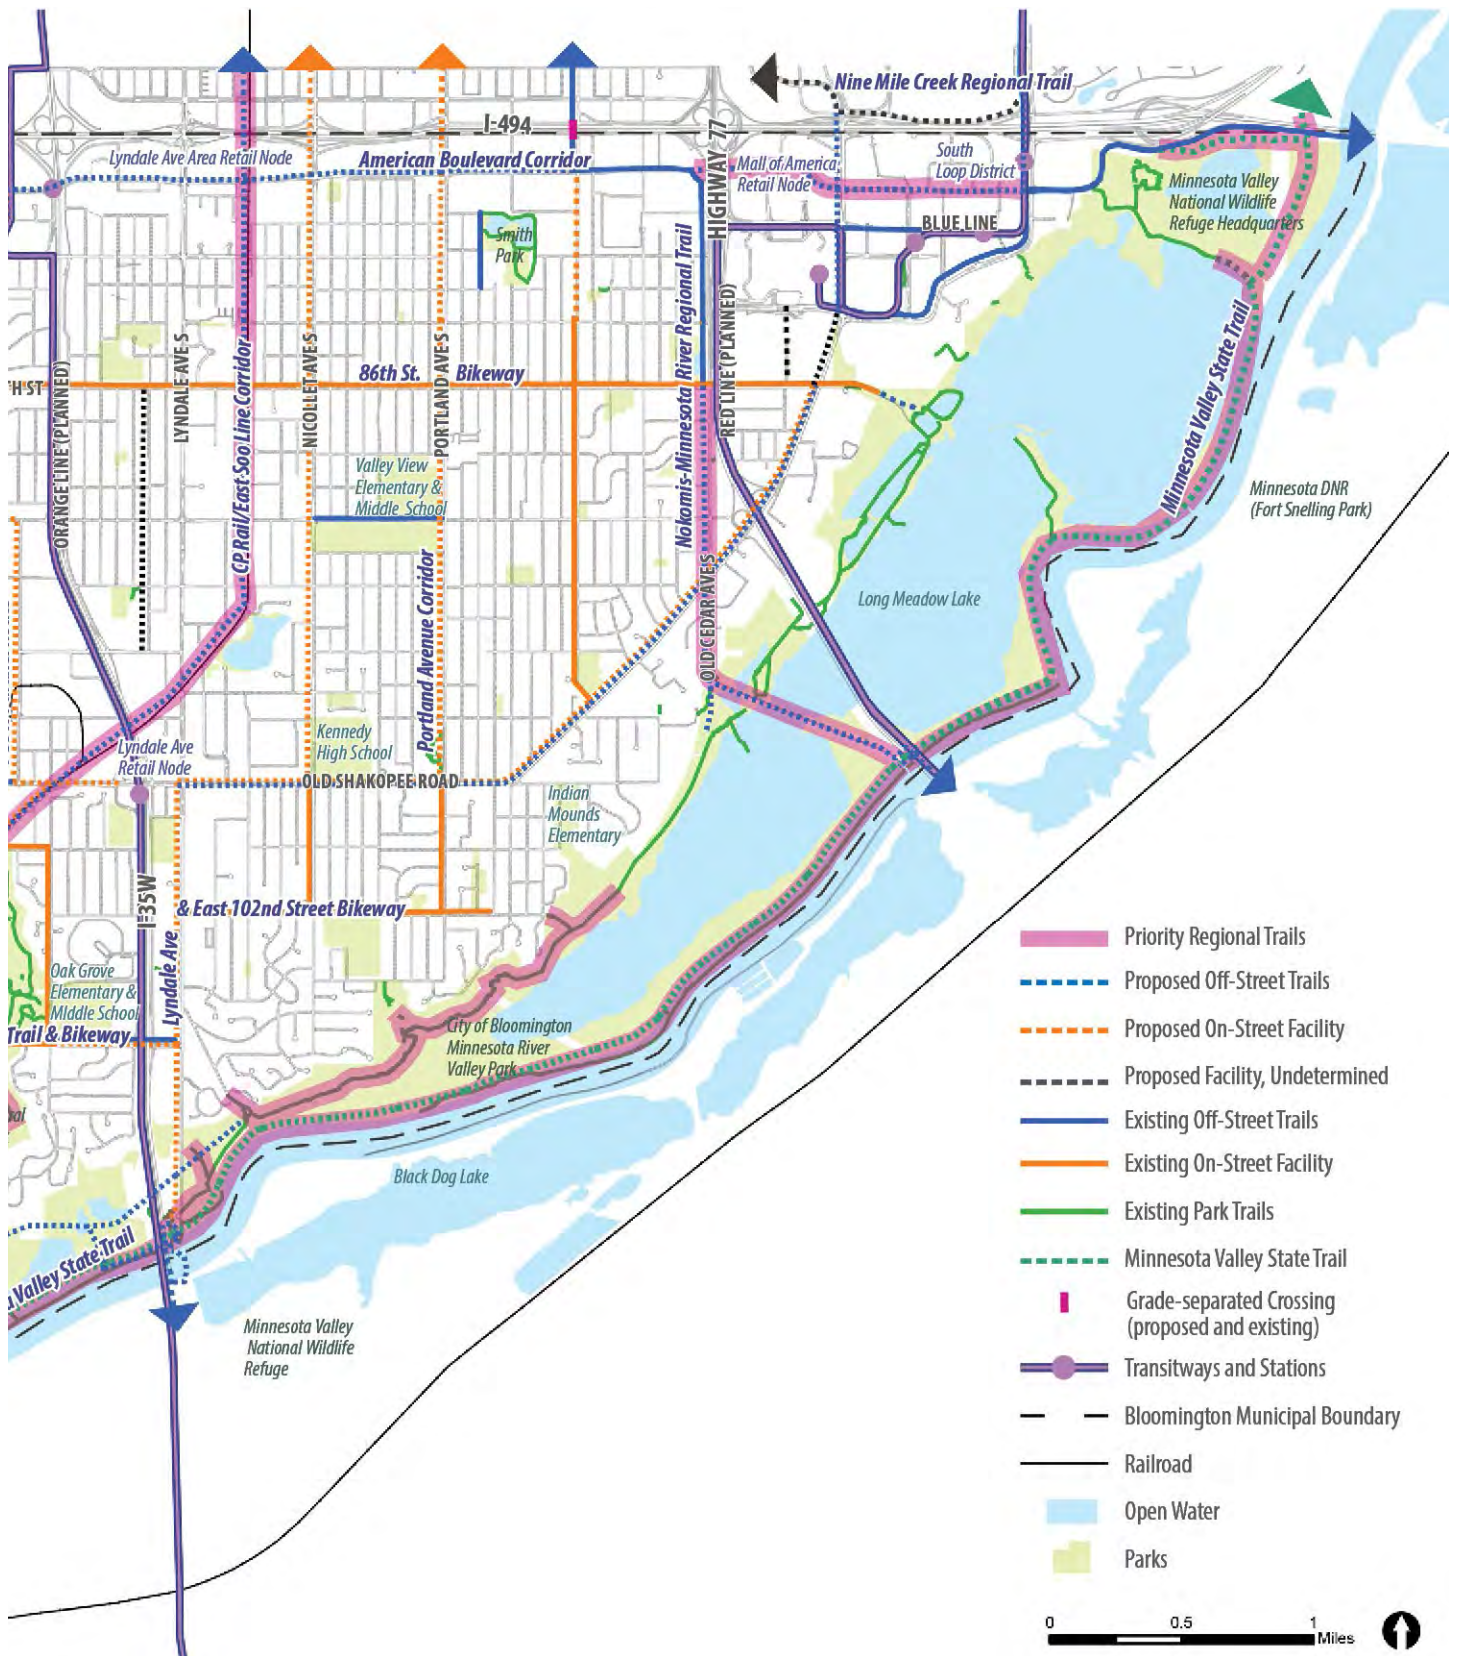 Nine Mile Creek Regional Trail
I-494
Lyndale Ave Area Retail Node
American Boulevard Corridor
HIGHWAY 77
Mall of America
Retail Node
South
Loop District
Minnesota Valley
National Wildlife
Refuge Headquarters
BLUE LINE
Smith
Park
Nokomis-Minnesota River Regional Trail
RED LINE (PLANNED)
Minnesota Valley State Trail
ORANGE LINE (PLANNED)
LYNDALE AVE S
CP Rail/East Soo Line Corridor
NICOLLET AVE S
PORTLAND AVE S
86th St. Bikeway
H ST
Valley View
Elementary &
Middle School
Minnesota DNR
(Fort Snelling Park)
Portland Avenue Corridor
OLD CEDAR AVE S
Long Meadow Lake
Kennedy
High School
Lyndale Ave
Retail Node
OLD SHAKOPEE ROAD
Indian
Mounds
Elementary
I-35W
& East 102nd Street Bikeway
Lyndale Ave
Oak Grove
Elementary &
Middle School
Trail & Bikeway
City of Bloomington
Minnesota River
Valley Park
Black Dog Lake
Valley State Trail
Minnesota Valley
National Wildlife
Refuge
Priority Regional Trails
Proposed Off-Street Trails
Proposed On-Street Facility
Proposed Facility, Undetermined
Existing Off-Street Trails
Existing On-Street Facility
Existing Park Trails
Minnesota Valley State Trail
Grade-separated Crossing
(proposed and existing)
Transitways and Stations
Bloomington Municipal Boundary
Railroad
Open Water
Parks
0 0.5 1
Miles